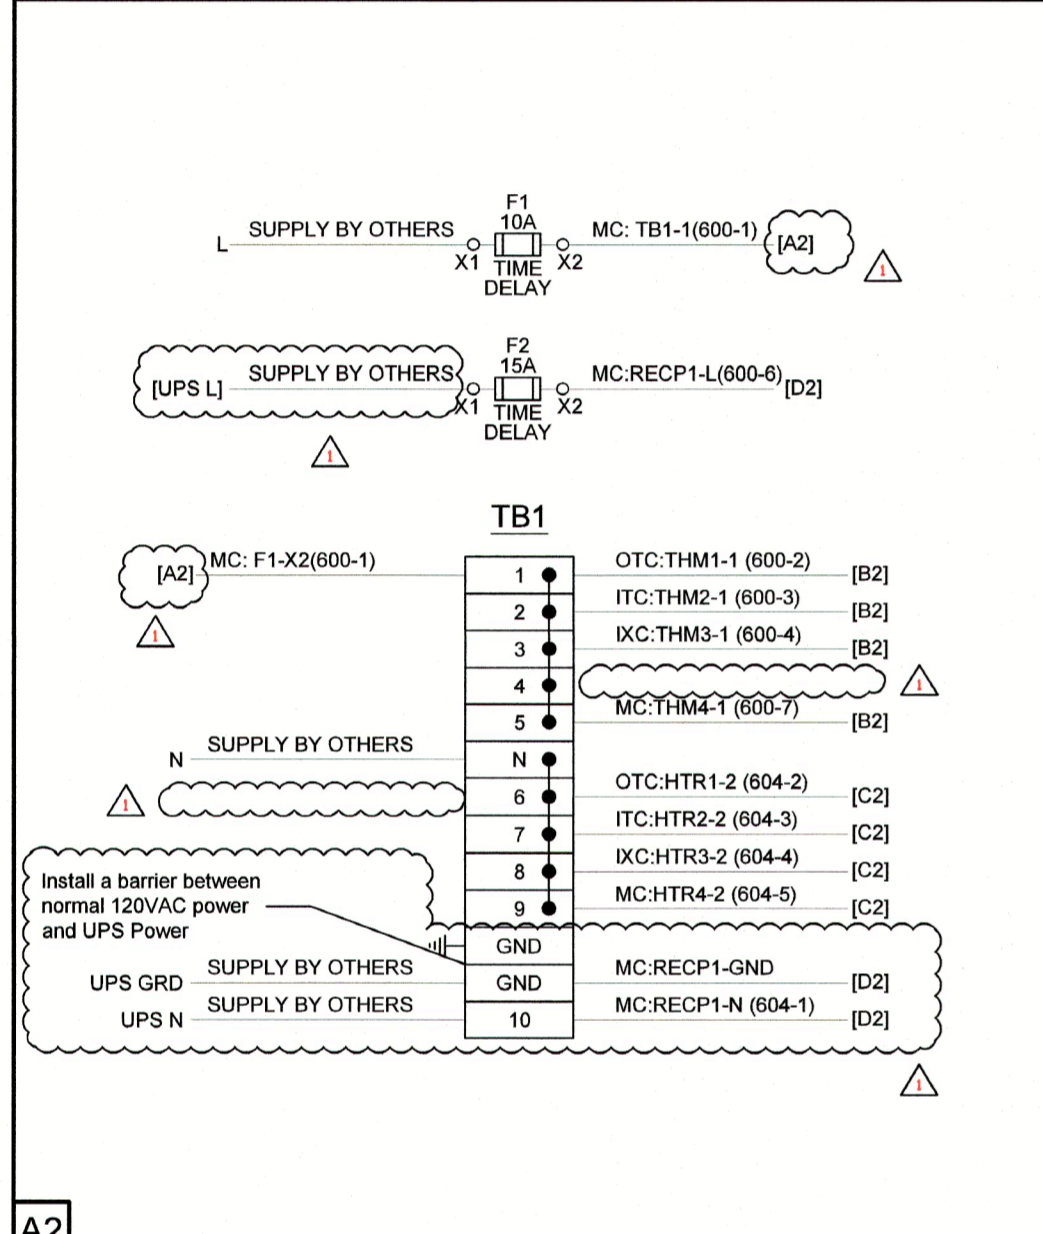 F1
10A
L SUPPLY BY OTHERS X1 TIME DELAY X2 MC: TB1-1(600-1) [A2]
1
F2
15A
[UPS L] SUPPLY BY OTHERS X1 TIME DELAY X2 MC:RECP1-L(600-6) [D2]
1
TB1
[A2] MC: F1-X2(600-1) 1 OTC:THM1-1 (600-2) [B2]
1
2 ITC:THM2-1 (600-3) [B2]
3 IXC:THM3-1 (600-4) [B2]
4 1
5 MC:THM4-1 (600-7) [B2]
N SUPPLY BY OTHERS N
1 6 OTC:HTR1-2 (604-2) [C2]
7 ITC:HTR2-2 (604-3) [C2]
8 IXC:HTR3-2 (604-4) [C2]
9 MC:HTR4-2 (604-5) [C2]
Install a barrier between
normal 120VAC power
and UPS Power
GND
UPS GRD SUPPLY BY OTHERS GND MC:RECP1-GND [D2]
UPS N SUPPLY BY OTHERS 10 MC:RECP1-N (604-1) [D2]
1
A2